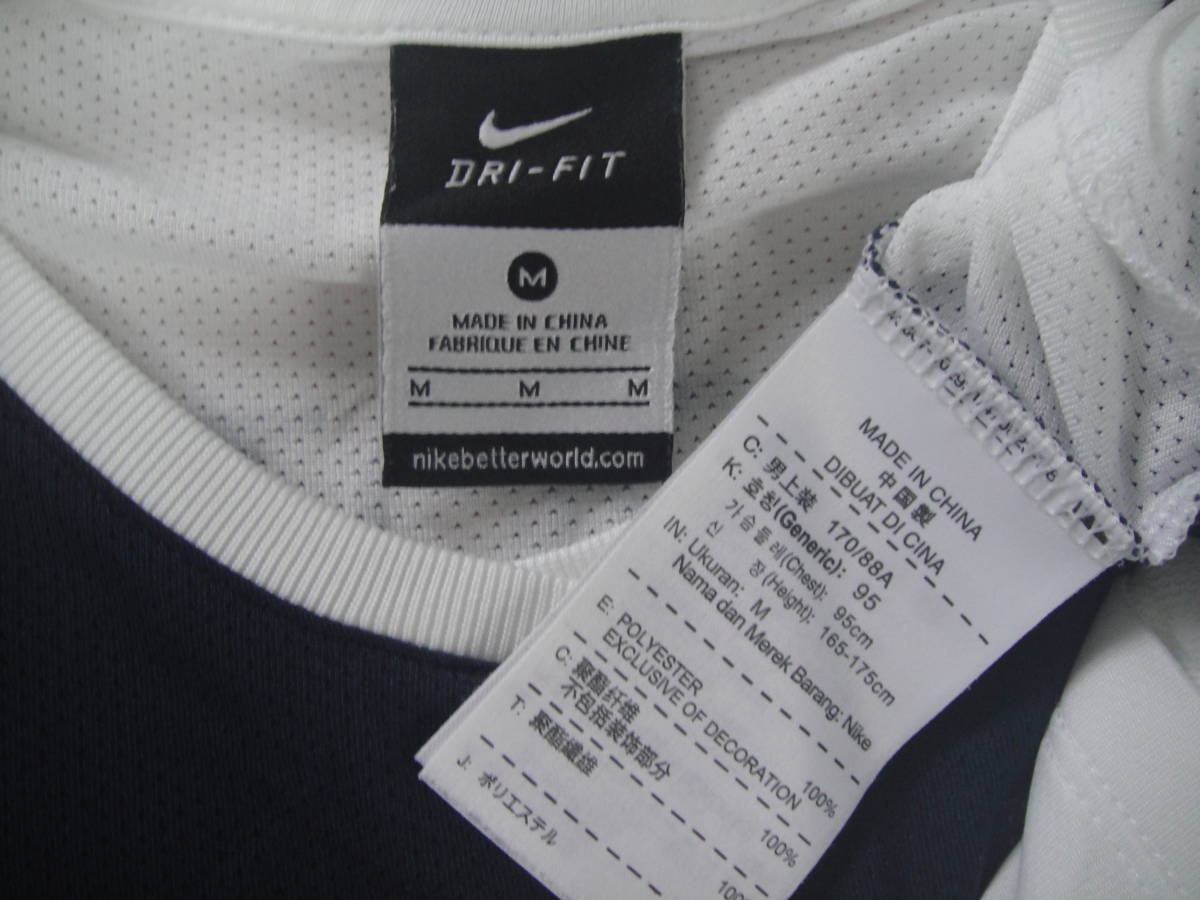 DRI-FIT
M
MADE IN CHINA
FABRIQUE EN CHINE
M M M
nikebetterworld.com
MADE IN CHINA
中国製
DIBUAT DI CINA
C: 男上装 170/88A
K: 호칭(Generic): 95
가슴둘레(Chest): 95cm
신 장(Height): 165-175cm
IN: Ukuran: M
Nama dan Merek Barang: Nike
E: POLYESTER 100%
EXCLUSIVE OF DECORATION
C: 聚酯纤维 100%
不包括装饰部分
T: 聚酯纖維
J: ポリエステル